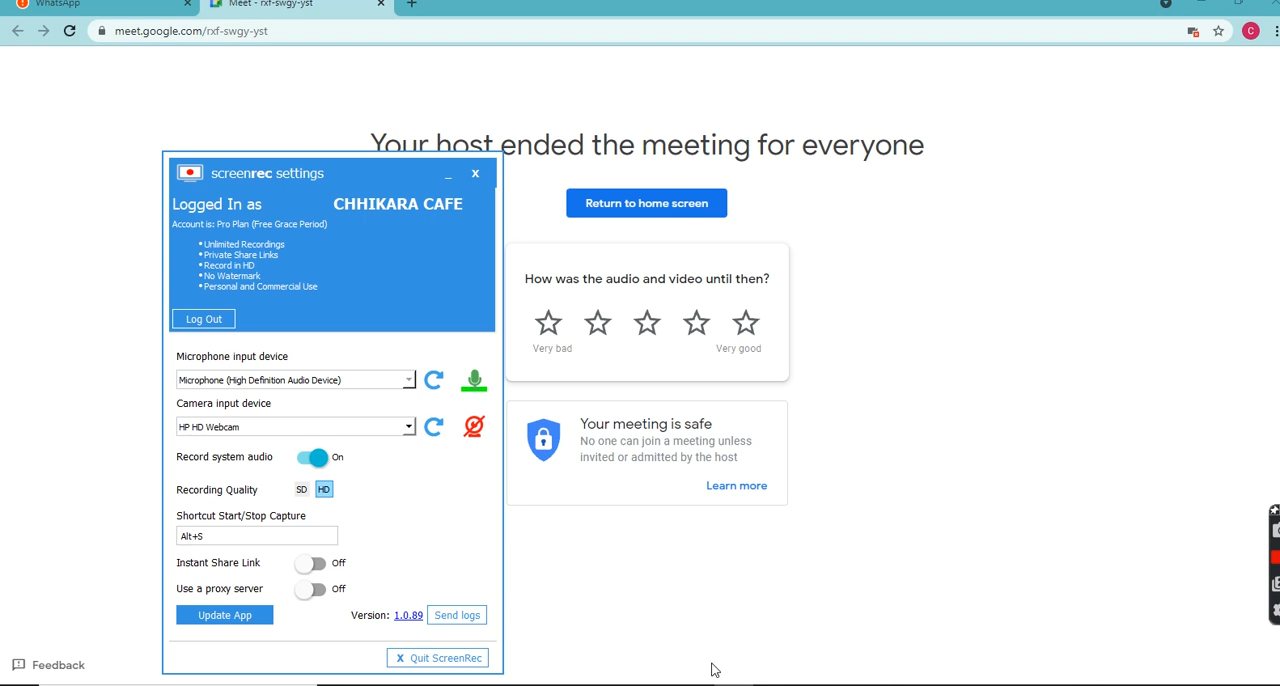 WhatsApp
Meet - rxf-swgy-yst
meet.google.com/rxf-swgy-yst
C
Your host ended the meeting for everyone
Return to home screen
How was the audio and video until then?
Very bad
Very good
Your meeting is safe
No one can join a meeting unless
invited or admitted by the host
Learn more
screenrec settings
_ X
Logged In as CHHIKARA CAFE
Account is: Pro Plan (Free Grace Period)
• Unlimited Recordings
• Private Share Links
• Record in HD
• No Watermark
• Personal and Commercial Use
Log Out
Microphone input device
Microphone (High Definition Audio Device)
Camera input device
HP HD Webcam
Record system audio On
Recording Quality SD HD
Shortcut Start/Stop Capture
Alt+S
Instant Share Link Off
Use a proxy server Off
Update App Version: 1.0.89 Send logs
X Quit ScreenRec
Feedback